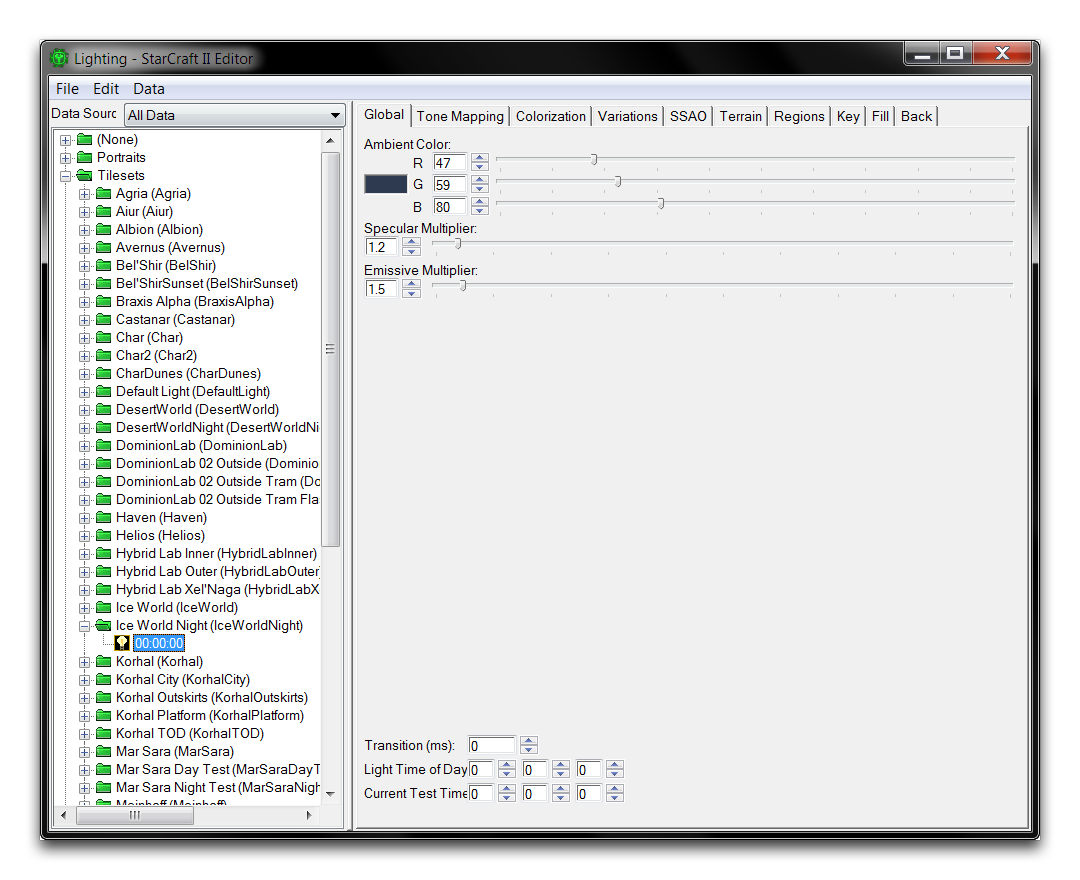 Lighting - StarCraft II Editor
File Edit Data
Data Sourc All Data
(None)
Portraits
Tilesets
Agria (Agria)
Aiur (Aiur)
Albion (Albion)
Avernus (Avernus)
Bel'Shir (BelShir)
Bel'ShirSunset (BelShirSunset)
Braxis Alpha (BraxisAlpha)
Castanar (Castanar)
Char (Char)
Char2 (Char2)
CharDunes (CharDunes)
Default Light (DefaultLight)
DesertWorld (DesertWorld)
DesertWorldNight (DesertWorldNi
DominionLab (DominionLab)
DominionLab 02 Outside (Dominio
DominionLab 02 Outside Tram (Do
DominionLab 02 Outside Tram Fla
Haven (Haven)
Helios (Helios)
Hybrid Lab Inner (HybridLabInner)
Hybrid Lab Outer (HybridLabOuter)
Hybrid Lab Xel'Naga (HybridLabX
Ice World (IceWorld)
Ice World Night (IceWorldNight)
00:00:00
Korhal (Korhal)
Korhal City (KorhalCity)
Korhal Outskirts (KorhalOutskirts)
Korhal Platform (KorhalPlatform)
Korhal TOD (KorhalTOD)
Mar Sara (MarSara)
Mar Sara Day Test (MarSaraDayT
Mar Sara Night Test (MarSaraNigh
Meinhoff (Meinhoff)
Global Tone Mapping Colorization Variations SSAO Terrain Regions Key Fill Back
Ambient Color:
R 47
G 59
B 80
Specular Multiplier:
1.2
Emissive Multiplier:
1.5
Transition (ms): 0
Light Time of Day 0 0 0
Current Test Time 0 0 0